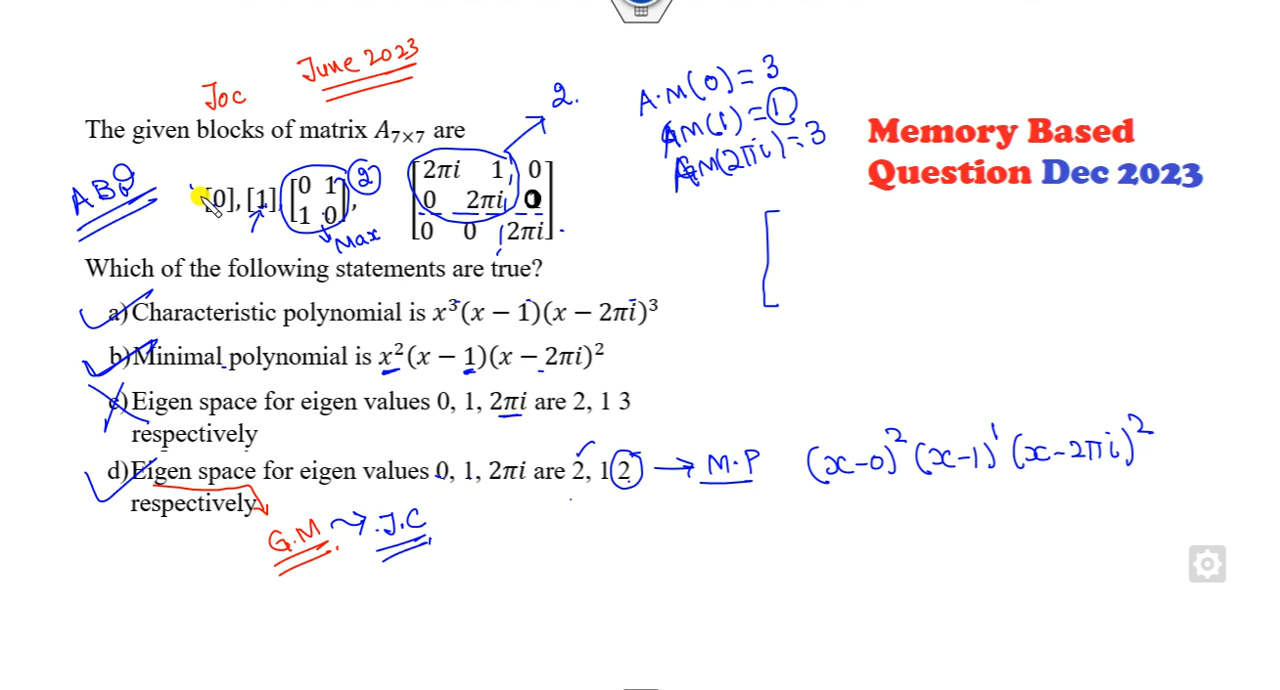 June 2023
Joc
2.
A.M(0) = 3
AM(1) = 1
AM(2πi) = 3
The given blocks of matrix A₇ₓ₇ are
Memory Based
Question Dec 2023
ABQ
[0], [1], [0 1; 1 0], ② [2πi 1 0; 0 2πi 0; 0 0 2πi].
Max
Which of the following statements are true?
a) Characteristic polynomial is x³(x − 1)(x − 2πi)³
b) Minimal polynomial is x²(x − 1)(x − 2πi)²
c) Eigen space for eigen values 0, 1, 2πi are 2, 1 3
respectively
d) Eigen space for eigen values 0, 1, 2πi are 2, 1 2 → M.P (x−0)² (x−1)¹ (x−2πi)²
respectively
G.M → J.C